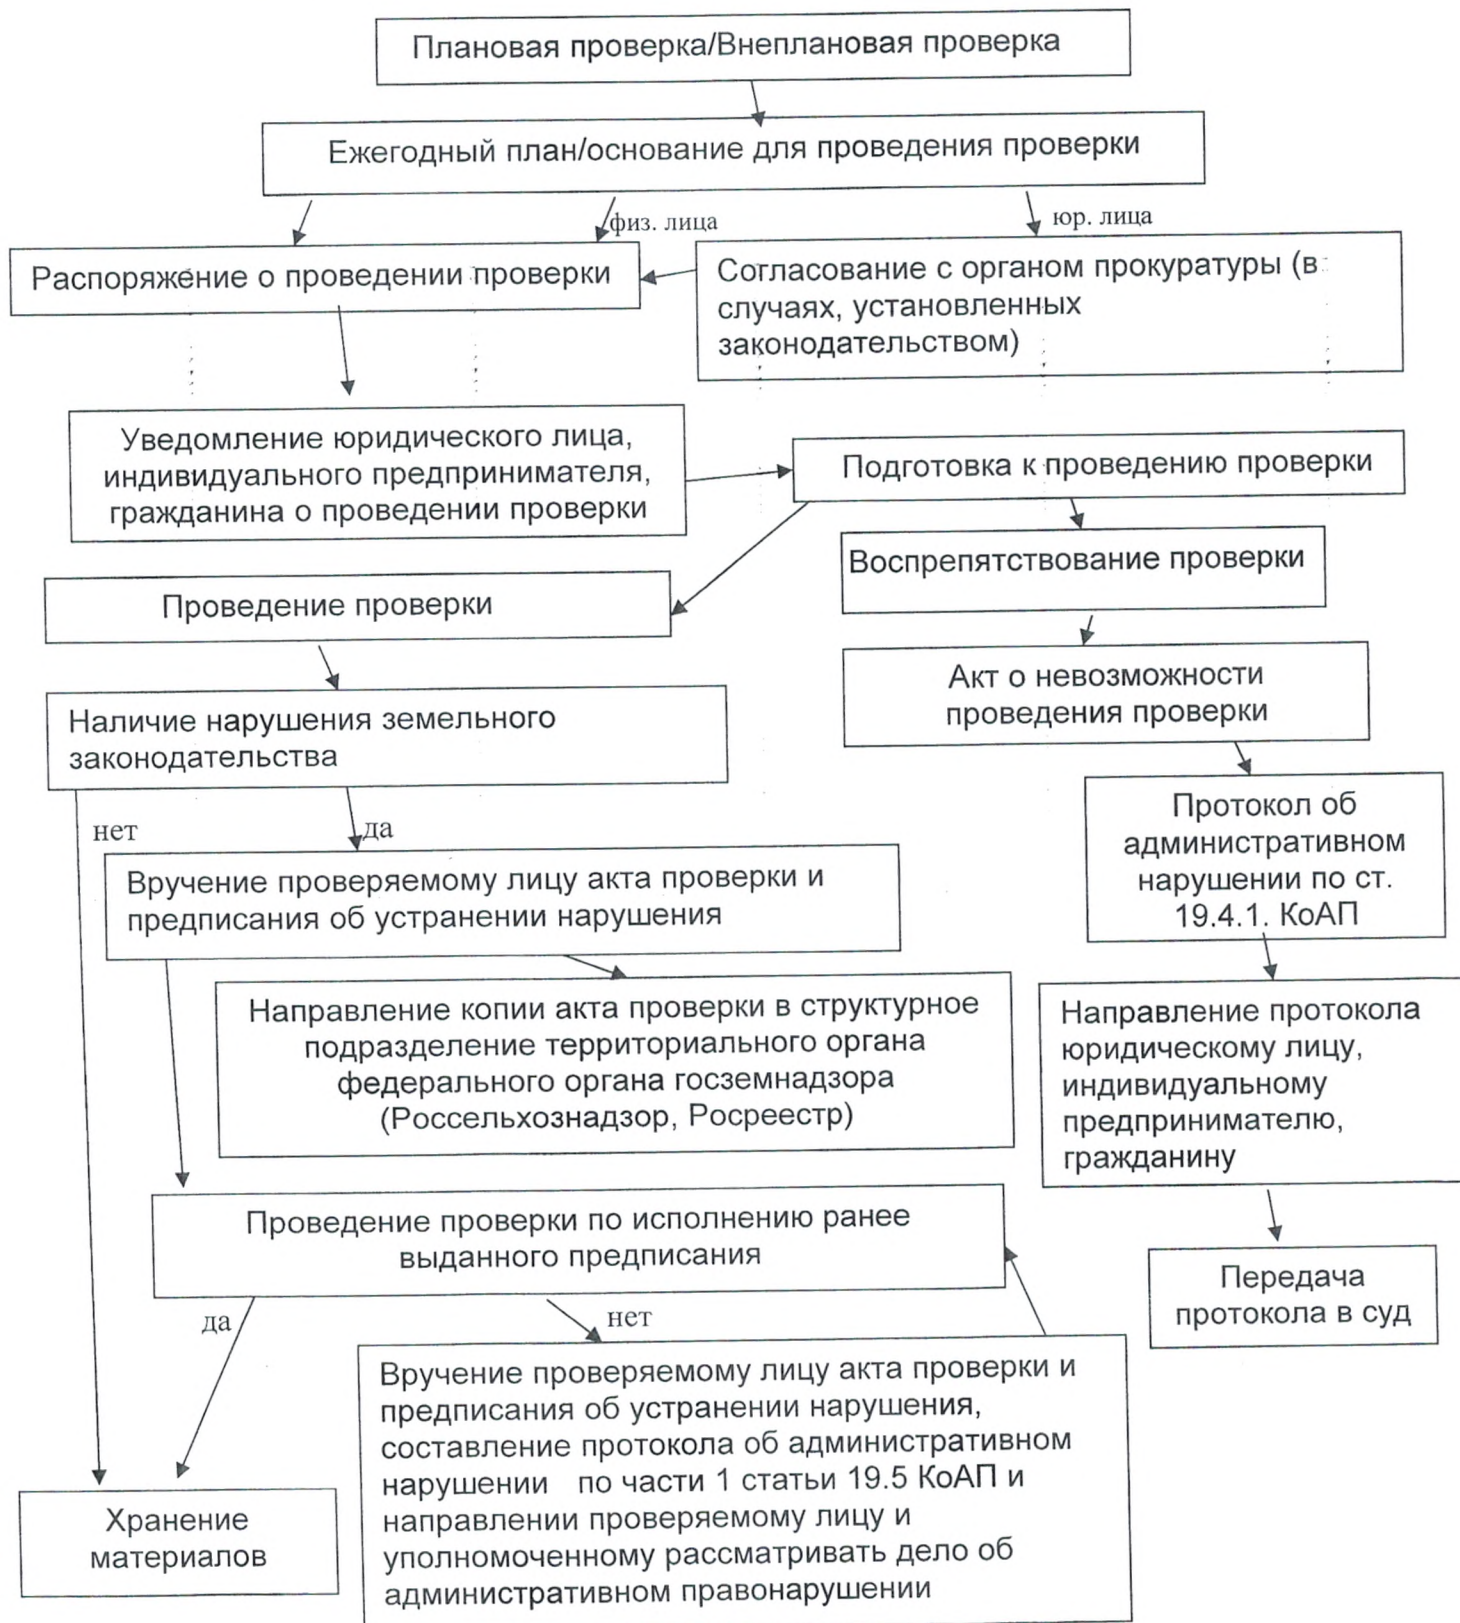 Плановая проверка/Внеплановая проверка
Ежегодный план/основание для проведения проверки
физ. лица
юр. лица
Распоряжение о проведении проверки
Согласование с органом прокуратуры (в
случаях, установленных
законодательством)
Уведомление юридического лица,
индивидуального предпринимателя,
гражданина о проведении проверки
Подготовка к проведению проверки
Воспрепятствование проверки
Проведение проверки
Акт о невозможности
проведения проверки
Наличие нарушения земельного
законодательства
Протокол об
административном
нарушении по ст.
19.4.1. КоАП
нет
да
Вручение проверяемому лицу акта проверки и
предписания об устранении нарушения
Направление копии акта проверки в структурное
подразделение территориального органа
федерального органа госземнадзора
(Россельхознадзор, Росреестр)
Направление протокола
юридическому лицу,
индивидуальному
предпринимателю,
гражданину
Проведение проверки по исполнению ранее
выданного предписания
Передача
протокола в суд
да
нет
Вручение проверяемому лицу акта проверки и
предписания об устранении нарушения,
составление протокола об административном
нарушении по части 1 статьи 19.5 КоАП и
направлении проверяемому лицу и
уполномоченному рассматривать дело об
административном правонарушении
Хранение
материалов